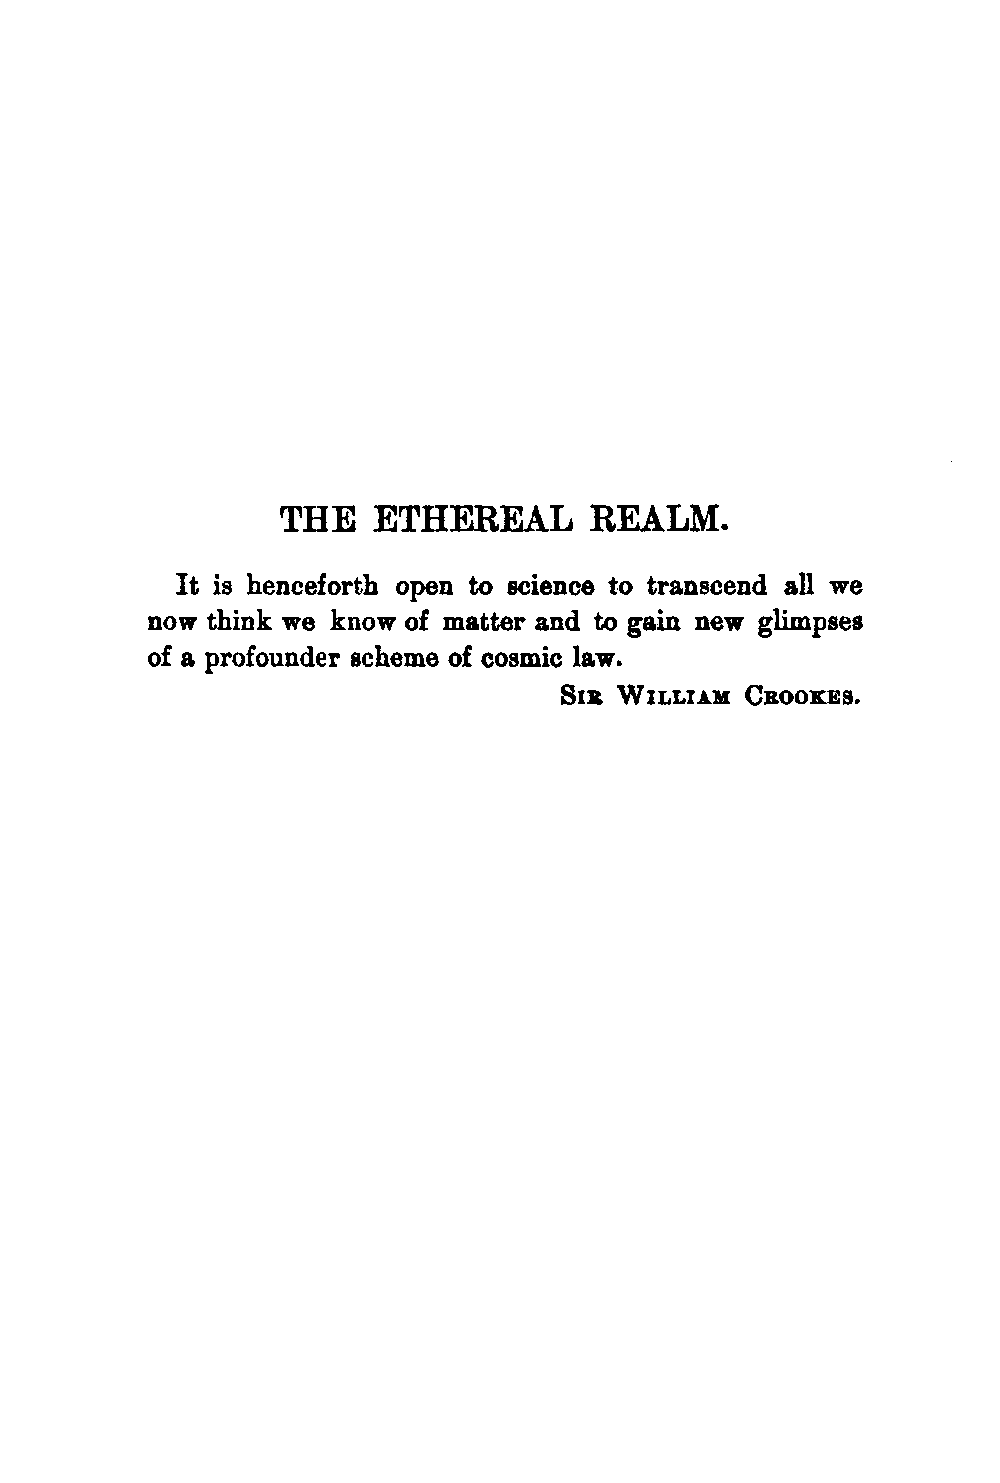 THE ETHEREAL REALM.
It is henceforth open to science to transcend all we
now think we know of matter and to gain new glimpses
of a profounder scheme of cosmic law.
SIR WILLIAM CROOKES.